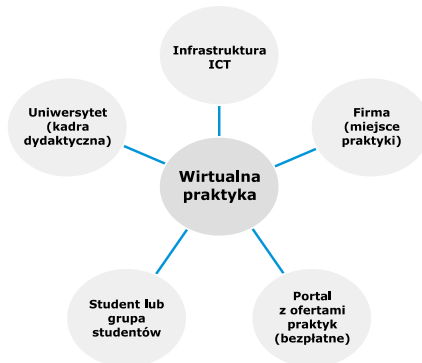 Infrastruktura
ICT
Uniwersytet
(kadra
dydaktyczna)
Firma
(miejsce
praktyki)
Wirtualna
praktyka
Student lub
grupa
studentów
Portal
z ofertami
praktyk
(bezpłatne)